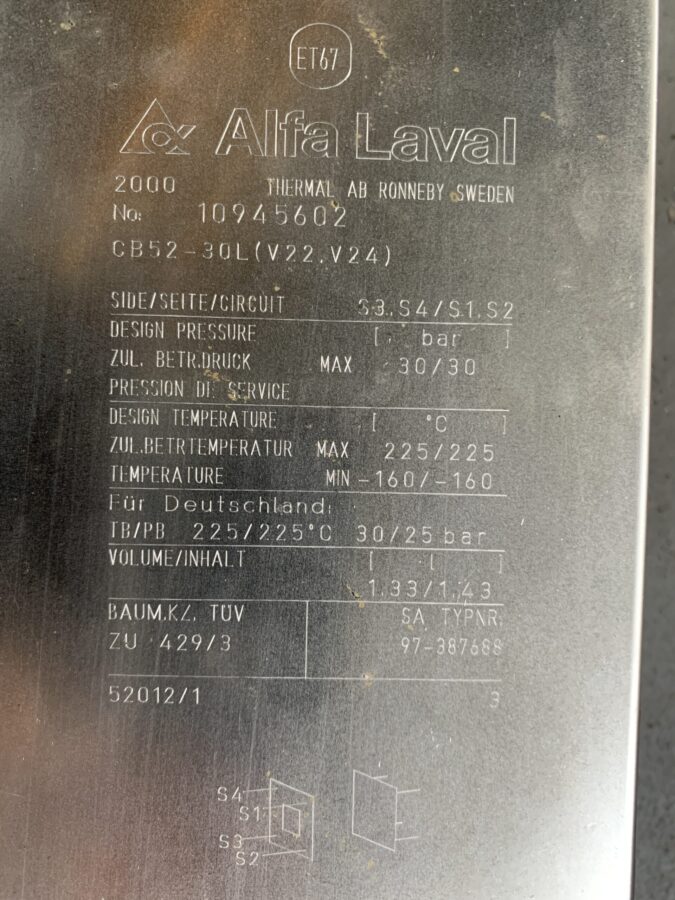 ET67
Alfa Laval
2000 THERMAL AB RONNEBY SWEDEN
No: 10945602
CB52-30L(V22,V24)
SIDE/SEITE/CIRCUIT S3,S4/S1,S2
DESIGN PRESSURE [ bar ]
ZUL. BETR.DRUCK MAX 30/30
PRESSION DE SERVICE
DESIGN TEMPERATURE [ °C ]
ZUL.BETRTEMPERATUR MAX 225/225
TEMPERATURE MIN -160/-160
Für Deutschland:
TB/PB 225/225°C 30/25 bar
VOLUME/INHALT [ l ]
1.33/1.43
BAUM.KZ. TÜV SA TYPNR:
ZU 429/3 97-387688
52012/1 3
S4
S1
S3
S2